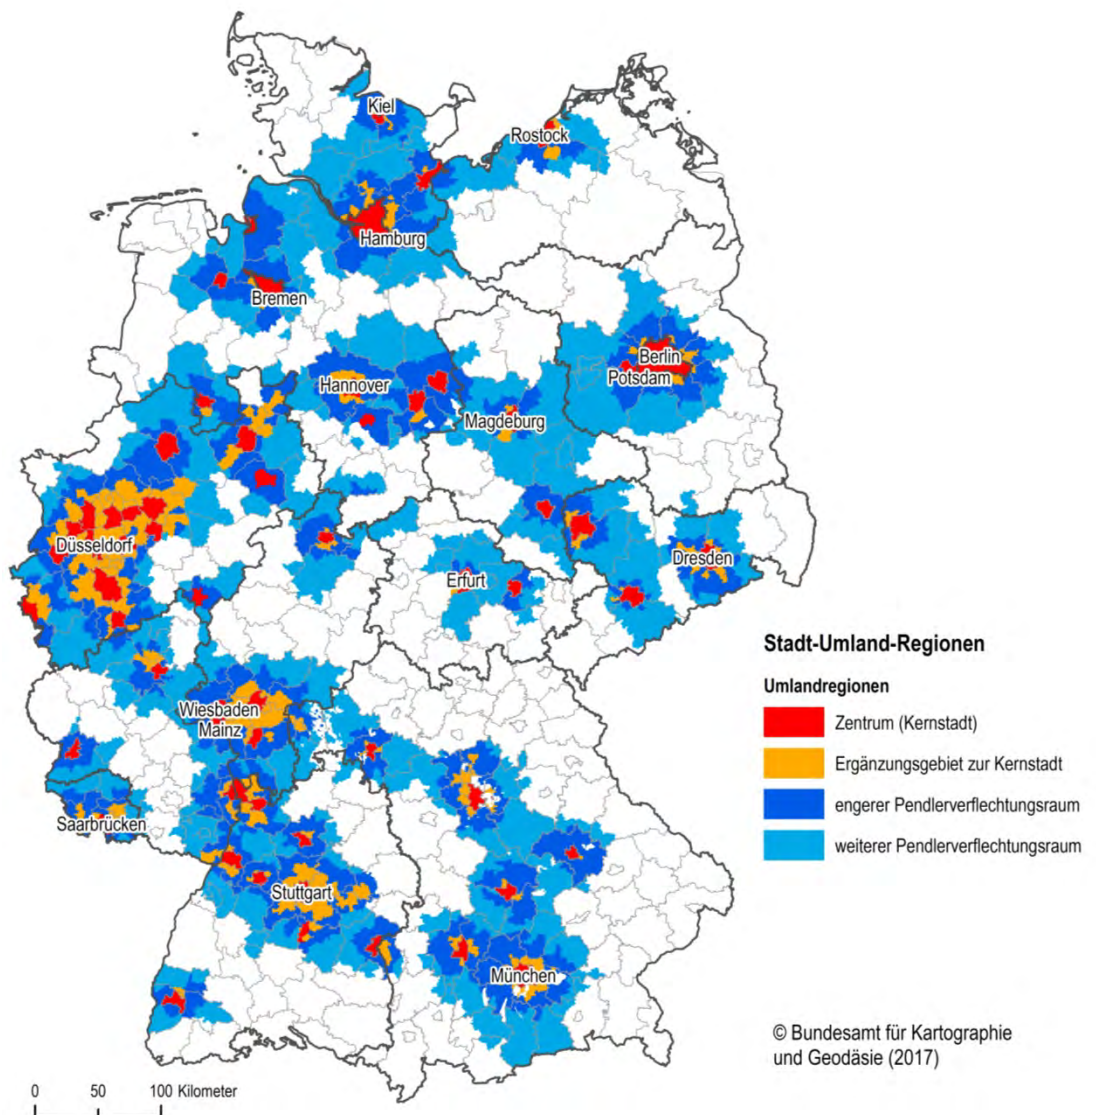 Kiel
Rostock
Hamburg
Bremen
Berlin
Potsdam
Hannover
Magdeburg
Düsseldorf
Dresden
Erfurt
Wiesbaden
Mainz
Saarbrücken
Stuttgart
München
Stadt-Umland-Regionen
Umlandregionen
Zentrum (Kernstadt)
Ergänzungsgebiet zur Kernstadt
engerer Pendlerverflechtungsraum
weiterer Pendlerverflechtungsraum
© Bundesamt für Kartographie
und Geodäsie (2017)
0 50 100 Kilometer